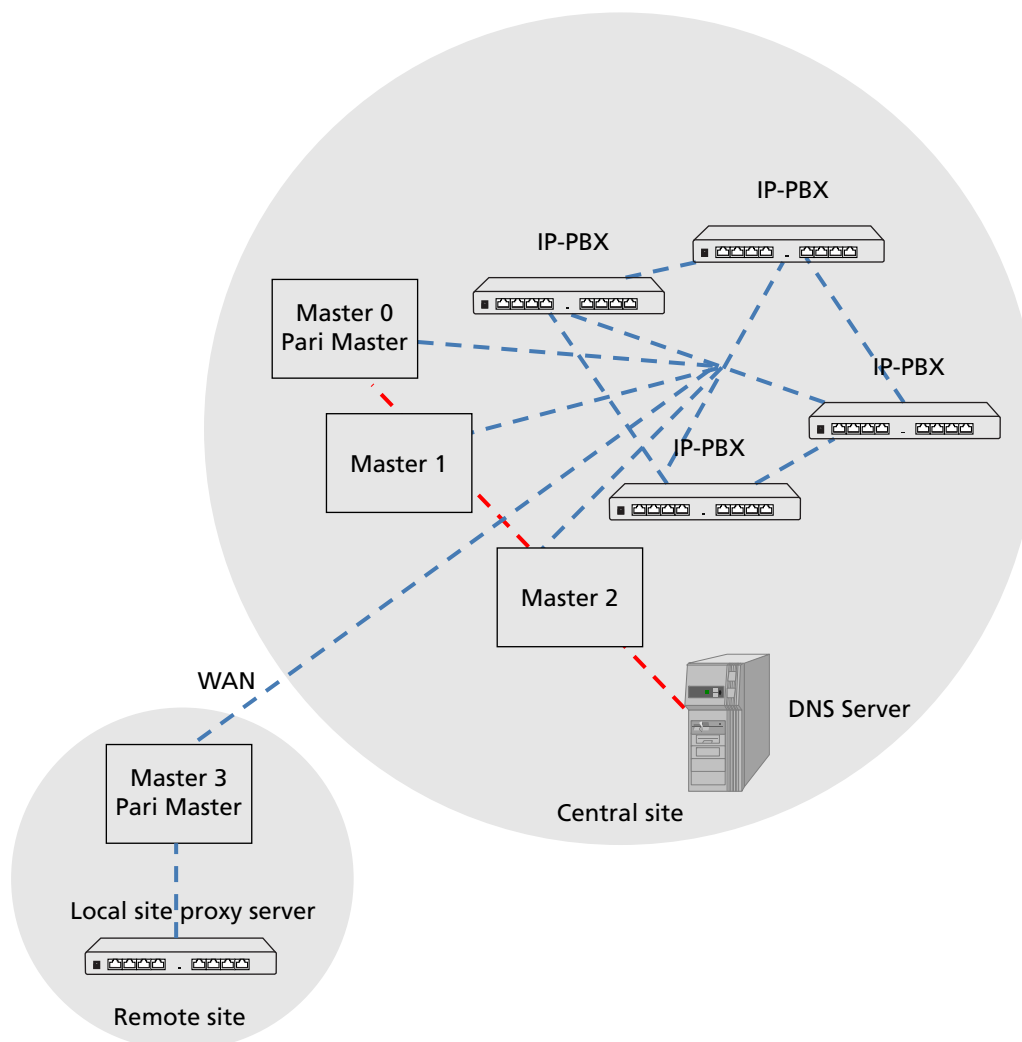 IP-PBX
IP-PBX
Master 0
Pari Master
IP-PBX
Master 1
IP-PBX
Master 2
WAN
DNS Server
Master 3
Pari Master
Central site
Local site proxy server
Remote site